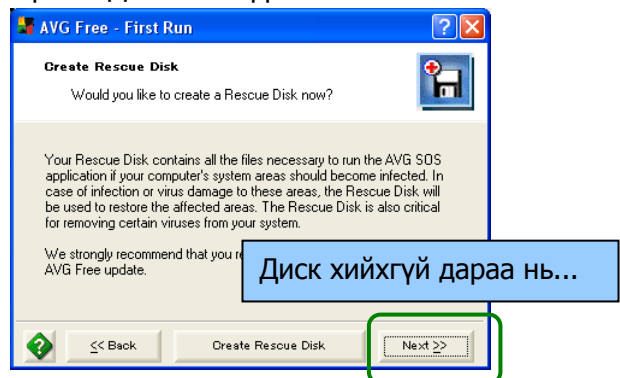 AVG Free - First Run
Create Rescue Disk
Would you like to create a Rescue Disk now?
Your Rescue Disk contains all the files necessary to run the AVG SOS
application if your computer's system areas should become infected. In
case of infection or virus damage to these areas, the Rescue Disk will
be used to restore the affected areas. The Rescue Disk is also critical
for removing certain viruses from your system.
We strongly recommend that you
AVG Free update.
Диск хийхгүй дараа нь...
<< Back
Create Rescue Disk
Next >>